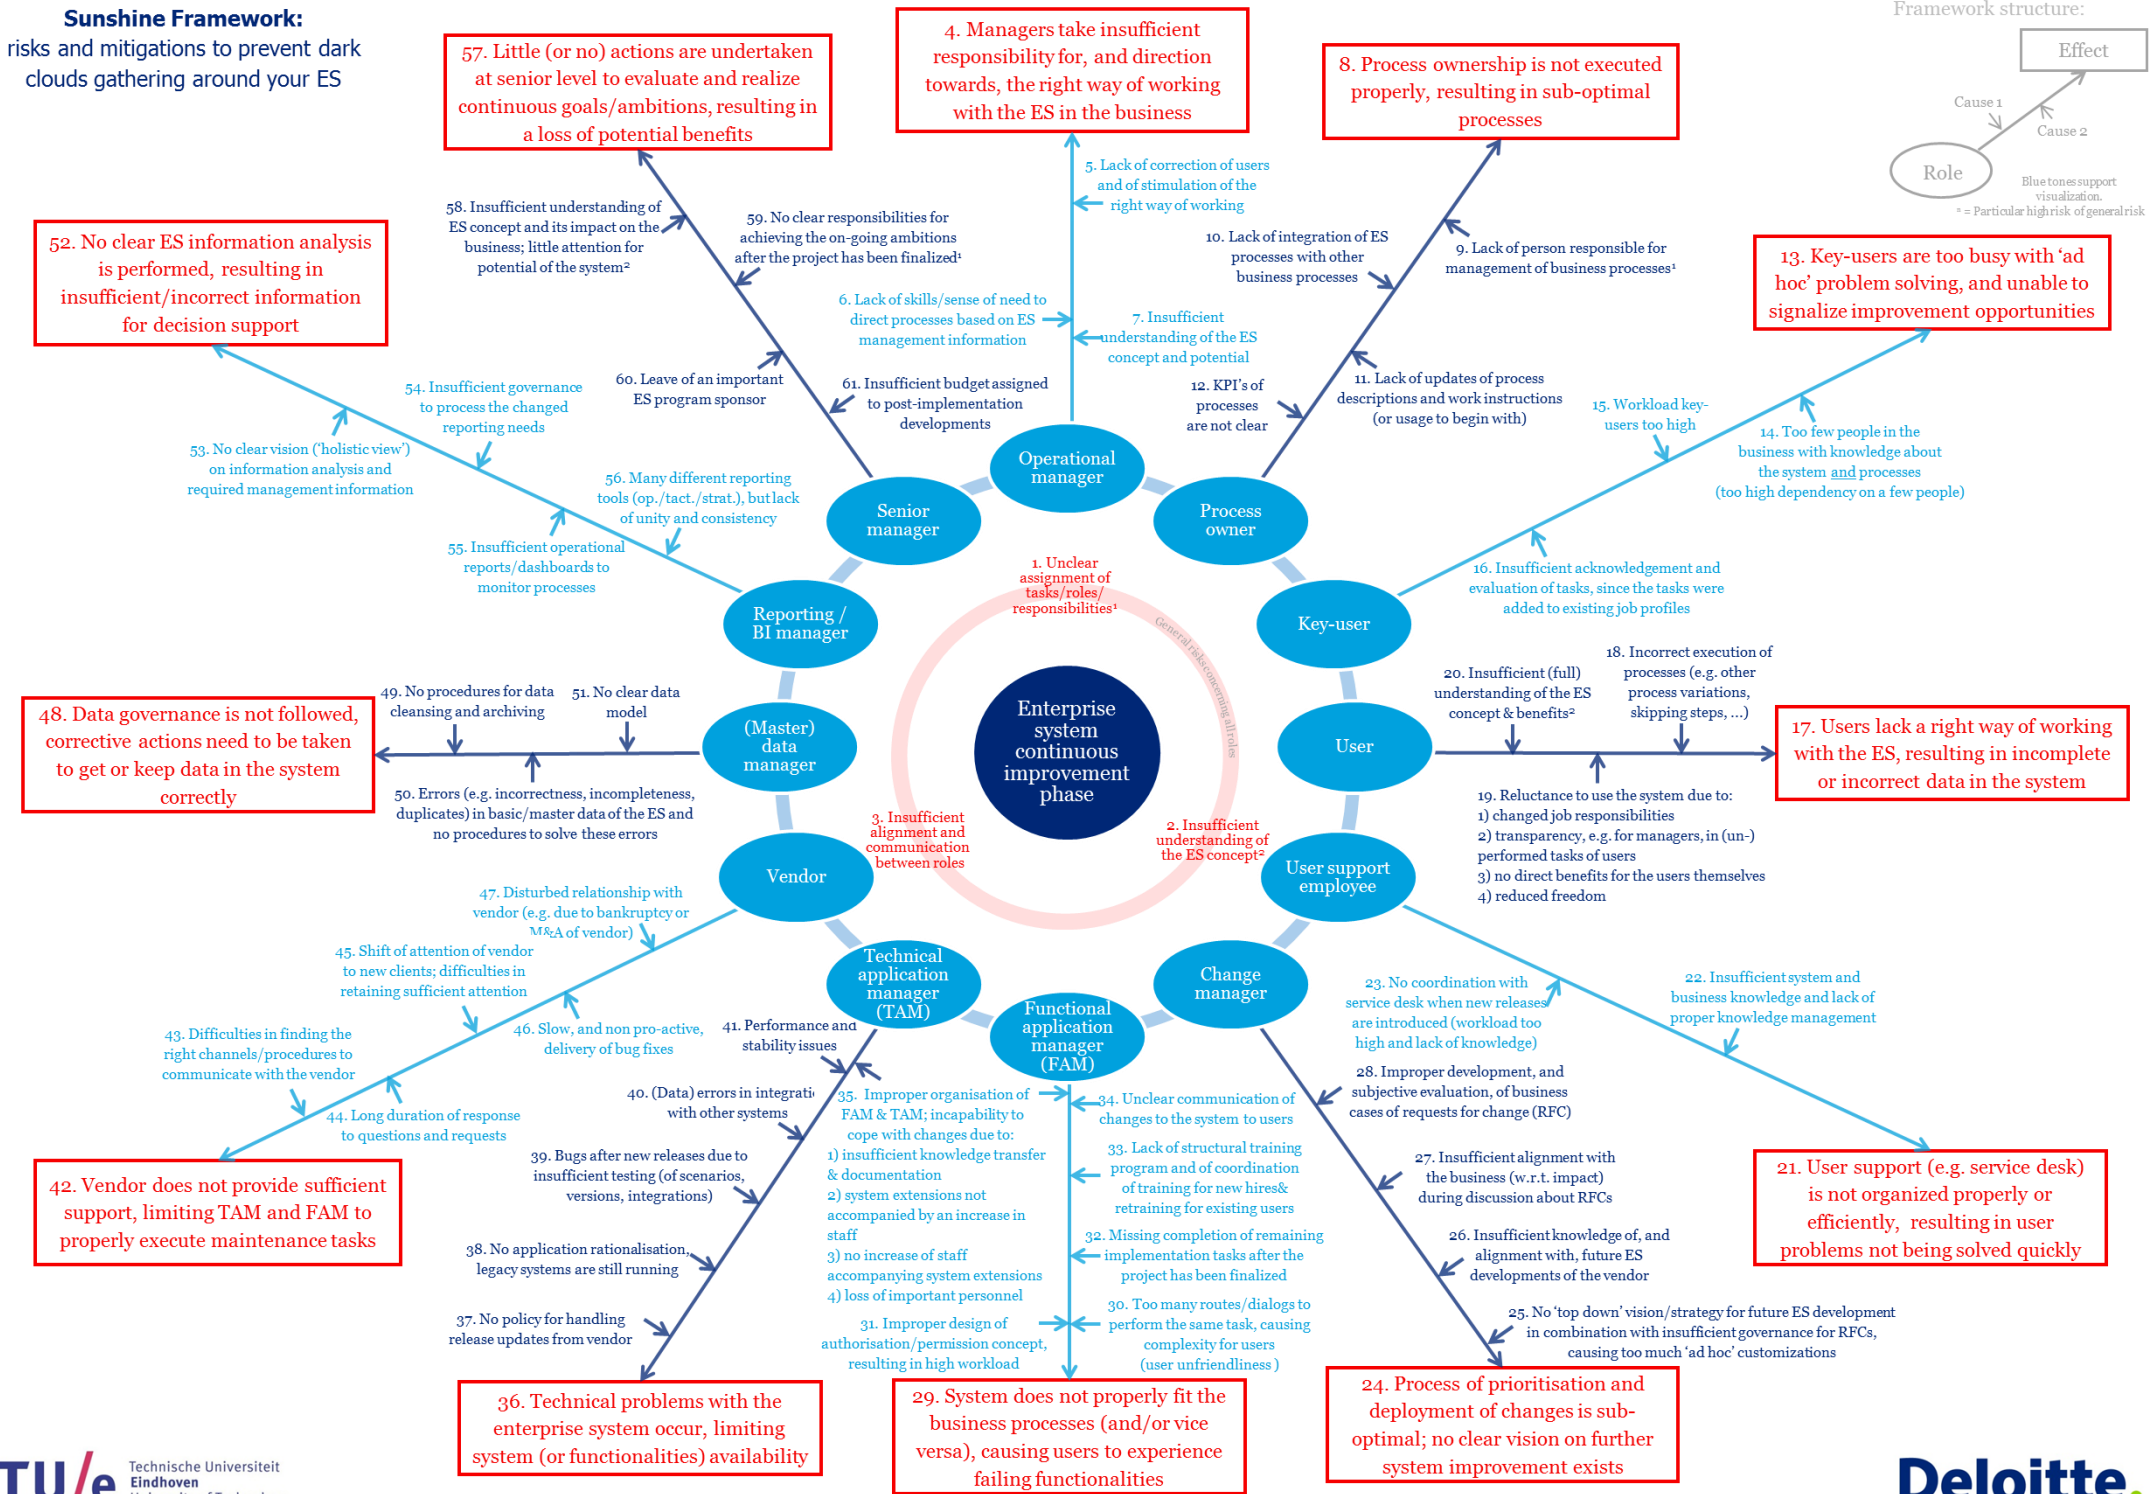 Sunshine Framework:
risks and mitigations to prevent dark
clouds gathering around your ES
Framework structure:
Effect
Cause 1
Cause 2
Role
Blue tones support
visualization.
² = Particular high risk of general risk
57. Little (or no) actions are undertaken
at senior level to evaluate and realize
continuous goals/ambitions, resulting in
a loss of potential benefits
4. Managers take insufficient
responsibility for, and direction
towards, the right way of working
with the ES in the business
8. Process ownership is not executed
properly, resulting in sub-optimal
processes
52. No clear ES information analysis
is performed, resulting in
insufficient/incorrect information
for decision support
13. Key-users are too busy with ‘ad
hoc’ problem solving, and unable to
signalize improvement opportunities
58. Insufficient understanding of
ES concept and its impact on the
business; little attention for
potential of the system²
59. No clear responsibilities for
achieving the on-going ambitions
after the project has been finalized¹
60. Leave of an important
ES program sponsor
61. Insufficient budget assigned
to post-implementation
developments
5. Lack of correction of users
and of stimulation of the
right way of working
6. Lack of skills/sense of need to
direct processes based on ES
management information
7. Insufficient
understanding of the ES
concept and potential
10. Lack of integration of ES
processes with other
business processes
9. Lack of person responsible for
management of business processes¹
12. KPI's of
processes
are not clear
11. Lack of updates of process
descriptions and work instructions
(or usage to begin with)
15. Workload key-
users too high
14. Too few people in the
business with knowledge about
the system and processes
(too high dependency on a few people)
16. Insufficient acknowledgement and
evaluation of tasks, since the tasks were
added to existing job profiles
54. Insufficient governance
to process the changed
reporting needs
53. No clear vision (‘holistic view’)
on information analysis and
required management information
56. Many different reporting
tools (op./tact./strat.), but lack
of unity and consistency
55. Insufficient operational
reports/dashboards to
monitor processes
Operational
manager
Senior
manager
Process
owner
Reporting /
BI manager
Key-user
(Master)
data
manager
User
Vendor
User support
employee
Technical
application
manager
(TAM)
Change
manager
Functional
application
manager
(FAM)
1. Unclear
assignment of
tasks/roles/
responsibilities¹
General risks concerning all roles
Enterprise
system
continuous
improvement
phase
3. Insufficient
alignment and
communication
between roles
2. Insufficient
understanding of
the ES concept²
48. Data governance is not followed,
corrective actions need to be taken
to get or keep data in the system
correctly
49. No procedures for data
cleansing and archiving
51. No clear data
model
50. Errors (e.g. incorrectness, incompleteness,
duplicates) in basic/master data of the ES and
no procedures to solve these errors
20. Insufficient (full)
understanding of the ES
concept & benefits²
18. Incorrect execution of
processes (e.g. other
process variations,
skipping steps, ...)
17. Users lack a right way of working
with the ES, resulting in incomplete
or incorrect data in the system
19. Reluctance to use the system due to:
1) changed job responsibilities
2) transparency, e.g. for managers, in (un-)
performed tasks of users
3) no direct benefits for the users themselves
4) reduced freedom
47. Disturbed relationship with
vendor (e.g. due to bankruptcy or
M&A of vendor)
45. Shift of attention of vendor
to new clients; difficulties in
retaining sufficient attention
46. Slow, and non pro-active,
delivery of bug fixes
43. Difficulties in finding the
right channels/procedures to
communicate with the vendor
44. Long duration of response
to questions and requests
42. Vendor does not provide sufficient
support, limiting TAM and FAM to
properly execute maintenance tasks
41. Performance and
stability issues
40. (Data) errors in integrati
with other systems
39. Bugs after new releases due to
insufficient testing (of scenarios,
versions, integrations)
38. No application rationalisation,
legacy systems are still running
37. No policy for handling
release updates from vendor
36. Technical problems with the
enterprise system occur, limiting
system (or functionalities) availability
35. Improper organisation of
FAM & TAM; incapability to
cope with changes due to:
1) insufficient knowledge transfer
& documentation
2) system extensions not
accompanied by an increase in
staff
3) no increase of staff
accompanying system extensions
4) loss of important personnel
31. Improper design of
authorisation/permission concept,
resulting in high workload
34. Unclear communication of
changes to the system to users
33. Lack of structural training
program and of coordination
of training for new hires&
retraining for existing users
32. Missing completion of remaining
implementation tasks after the
project has been finalized
30. Too many routes/dialogs to
perform the same task, causing
complexity for users
(user unfriendliness )
29. System does not properly fit the
business processes (and/or vice
versa), causing users to experience
failing functionalities
23. No coordination with
service desk when new releases
are introduced (workload too
high and lack of knowledge)
22. Insufficient system and
business knowledge and lack of
proper knowledge management
28. Improper development, and
subjective evaluation, of business
cases of requests for change (RFC)
27. Insufficient alignment with
the business (w.r.t. impact)
during discussion about RFCs
26. Insufficient knowledge of, and
alignment with, future ES
developments of the vendor
25. No ‘top down’ vision/strategy for future ES development
in combination with insufficient governance for RFCs,
causing too much ‘ad hoc’ customizations
21. User support (e.g. service desk)
is not organized properly or
efficiently, resulting in user
problems not being solved quickly
24. Process of prioritisation and
deployment of changes is sub-
optimal; no clear vision on further
system improvement exists
TU/e
Technische Universiteit
Eindhoven
Deloitte.